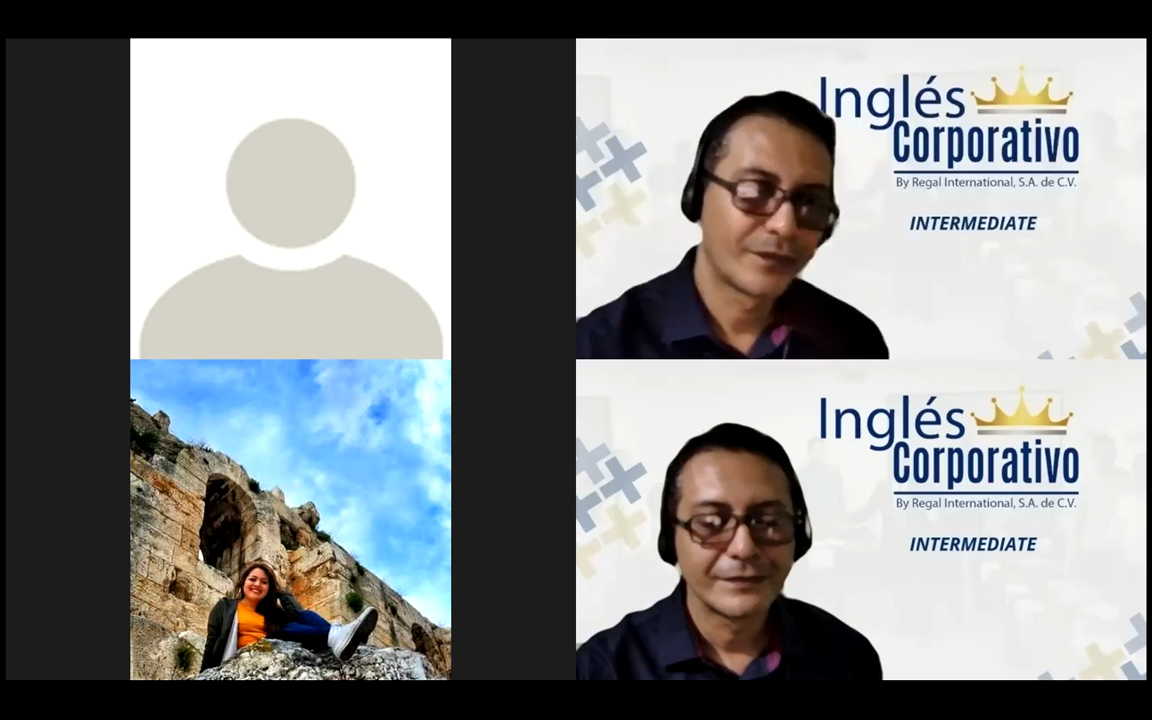 Inglés
Corporativo
By Regal International, S.A. de C.V.
INTERMEDIATE
Inglés
Corporativo
By Regal International, S.A. de C.V.
INTERMEDIATE